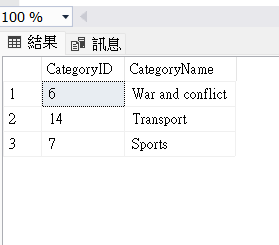 100 %
結果 訊息
CategoryID CategoryName
1 6 War and conflict
2 14 Transport
3 7 Sports